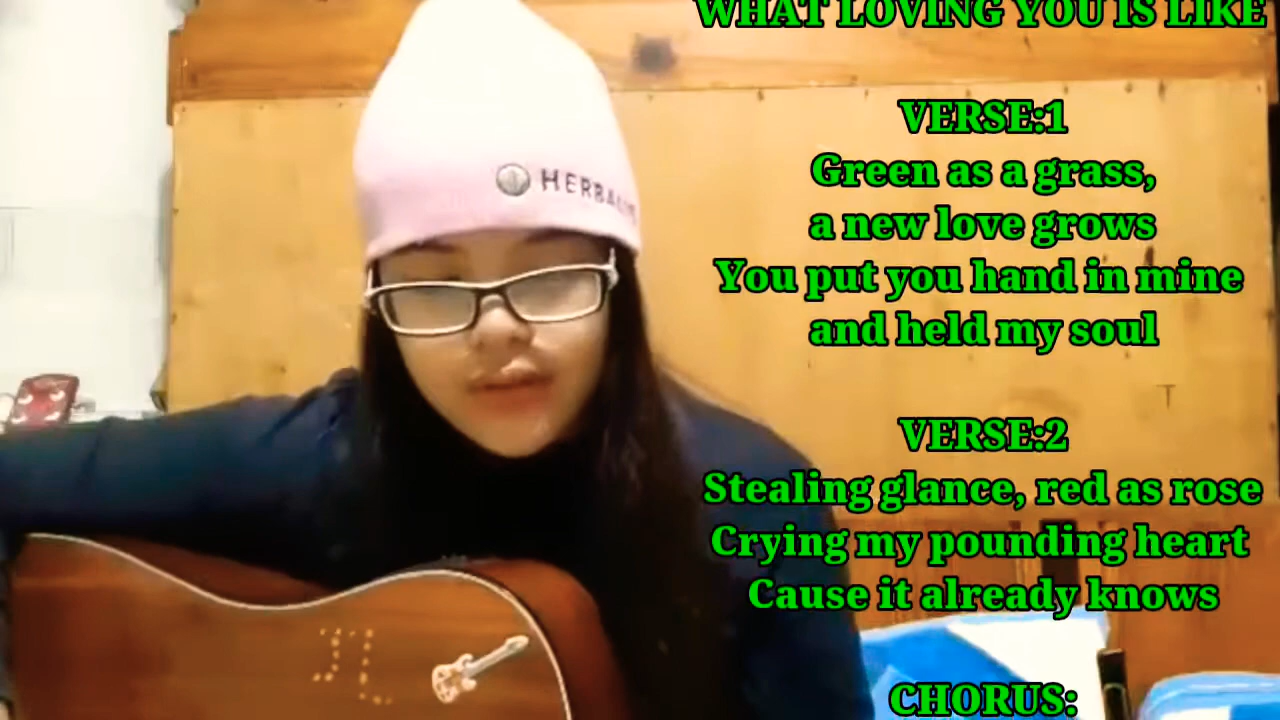 WHAT LOVING YOU IS LIKE
VERSE:1
Green as a grass,
a new love grows
You put you hand in mine
and held my soul
VERSE:2
Stealing glance, red as rose
Crying my pounding heart
Cause it already knows
CHORUS: